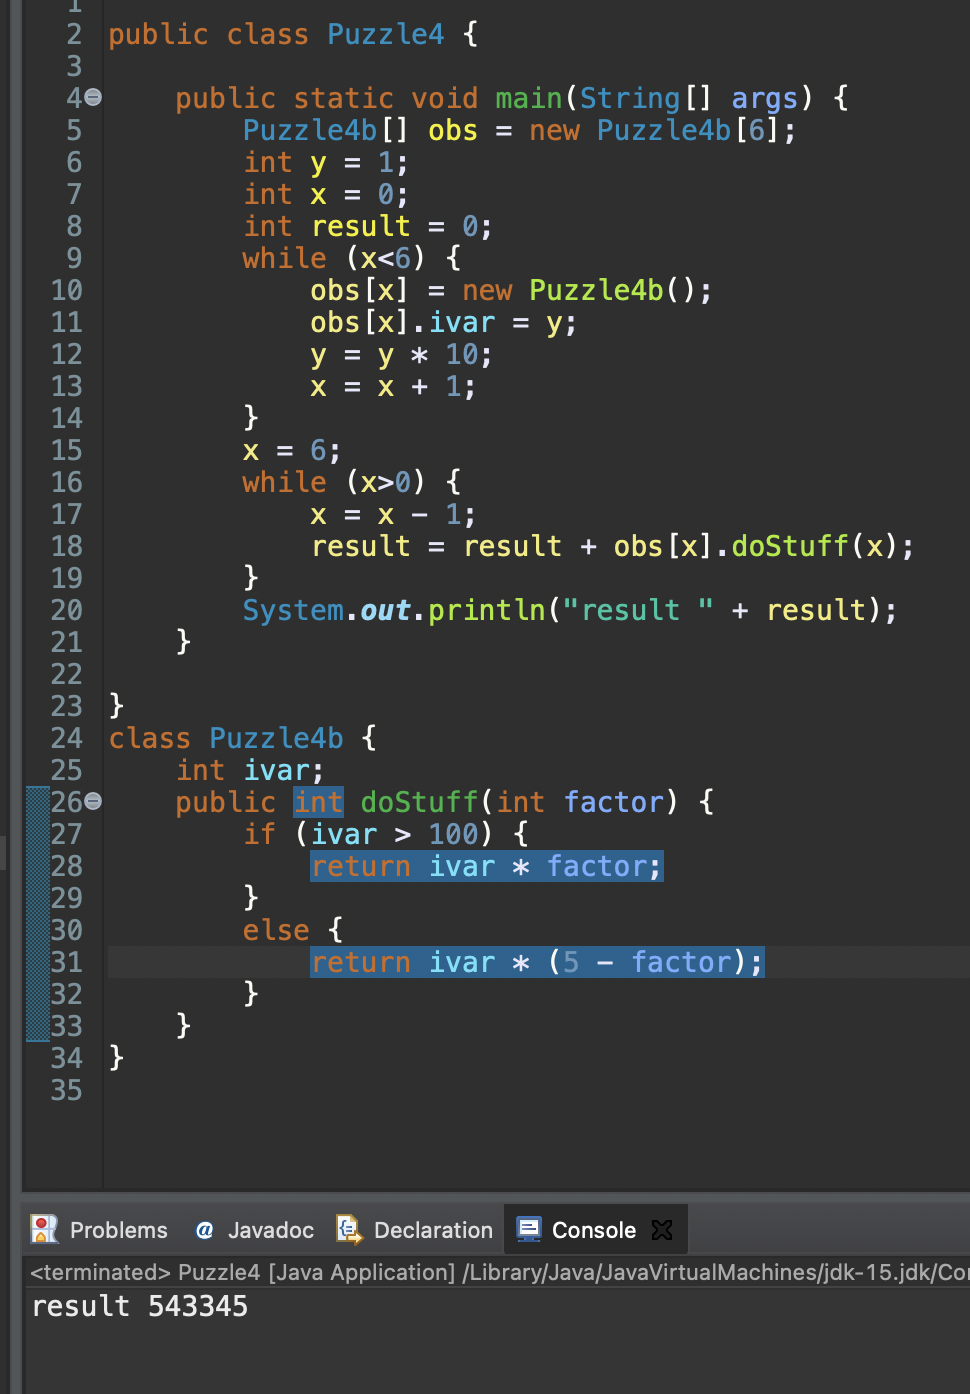 1
2 public class Puzzle4 {
3
4 public static void main(String[] args) {
5 Puzzle4b[] obs = new Puzzle4b[6];
6 int y = 1;
7 int x = 0;
8 int result = 0;
9 while (x<6) {
10 obs[x] = new Puzzle4b();
11 obs[x].ivar = y;
12 y = y * 10;
13 x = x + 1;
14 }
15 x = 6;
16 while (x>0) {
17 x = x - 1;
18 result = result + obs[x].doStuff(x);
19 }
20 System.out.println("result " + result);
21 }
22
23 }
24 class Puzzle4b {
25 int ivar;
26 public int doStuff(int factor) {
27 if (ivar > 100) {
28 return ivar * factor;
29 }
30 else {
31 return ivar * (5 - factor);
32 }
33 }
34 }
35
Problems @ Javadoc Declaration Console
<terminated> Puzzle4 [Java Application] /Library/Java/JavaVirtualMachines/jdk-15.jdk/Co
result 543345